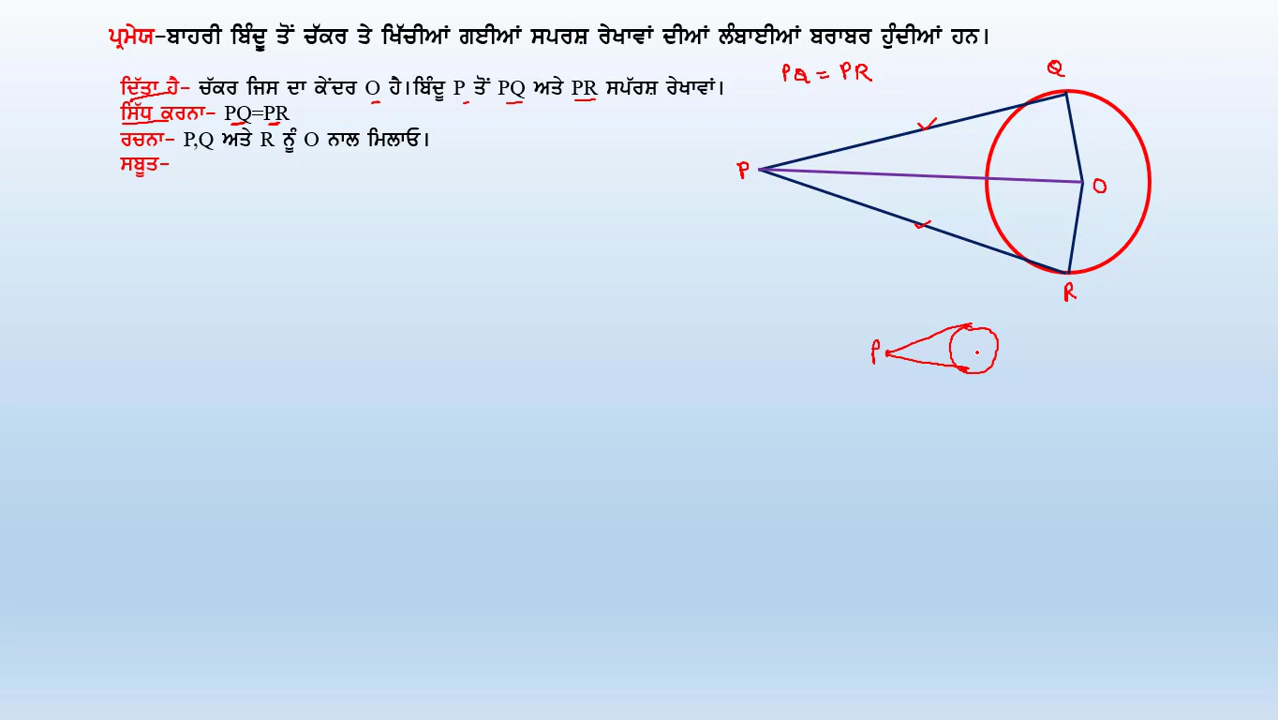 ਪ੍ਰਮੇਯ-ਬਾਹਰੀ ਬਿੰਦੂ ਤੋਂ ਚੱਕਰ ਤੇ ਖਿੱਚੀਆਂ ਗਈਆਂ ਸਪਰਸ਼ ਰੇਖਾਵਾਂ ਦੀਆਂ ਲੰਬਾਈਆਂ ਬਰਾਬਰ ਹੁੰਦੀਆਂ ਹਨ।
PQ = PR
Q
ਦਿੱਤਾ ਹੈ- ਚੱਕਰ ਜਿਸ ਦਾ ਕੇਂਦਰ O ਹੈ।ਬਿੰਦੂ P ਤੋਂ PQ ਅਤੇ PR ਸਪੱਰਸ਼ ਰੇਖਾਵਾਂ।
ਸਿੱਧ ਕਰਨਾ- PQ=PR
ਰਚਨਾ- P,Q ਅਤੇ R ਨੂੰ O ਨਾਲ ਮਿਲਾਓ।
ਸਬੂਤ-
P
O
R
P